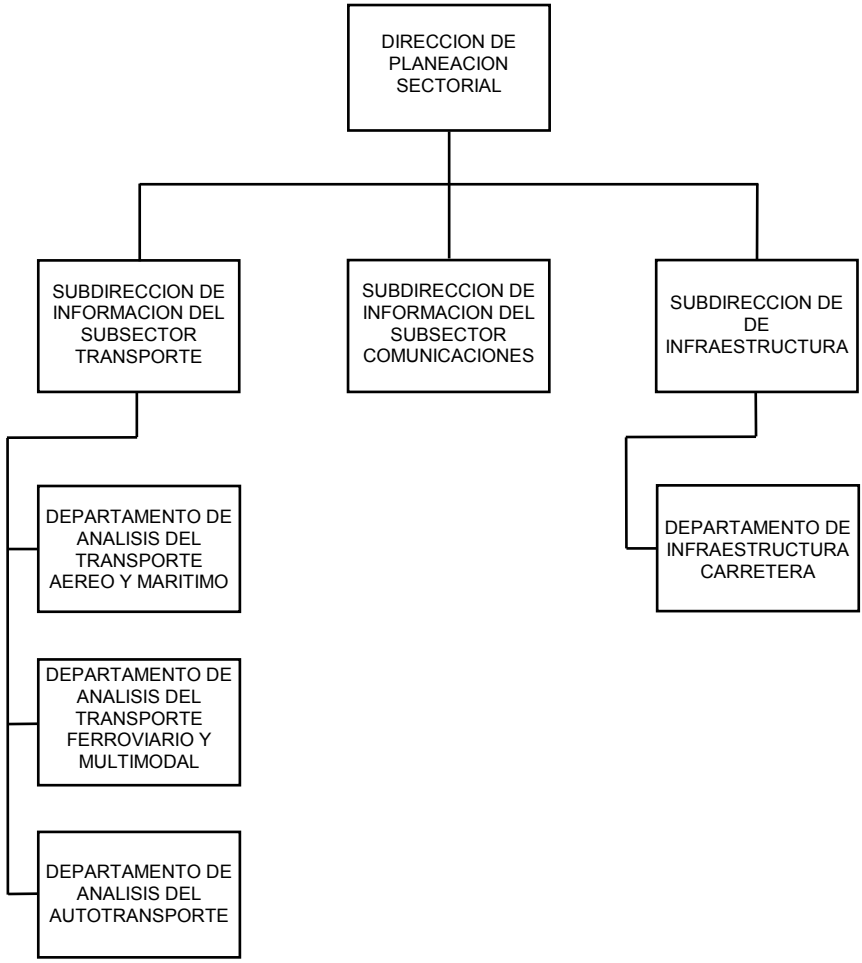 DIRECCION DE
PLANEACION
SECTORIAL
SUBDIRECCION DE
INFORMACION DEL
SUBSECTOR
TRANSPORTE
SUBDIRECCION DE
INFORMACION DEL
SUBSECTOR
COMUNICACIONES
SUBDIRECCION DE
DE
INFRAESTRUCTURA
DEPARTAMENTO DE
ANALISIS DEL
TRANSPORTE
AEREO Y MARITIMO
DEPARTAMENTO DE
INFRAESTRUCTURA
CARRETERA
DEPARTAMENTO DE
ANALISIS DEL
TRANSPORTE
FERROVIARIO Y
MULTIMODAL
DEPARTAMENTO DE
ANALISIS DEL
AUTOTRANSPORTE